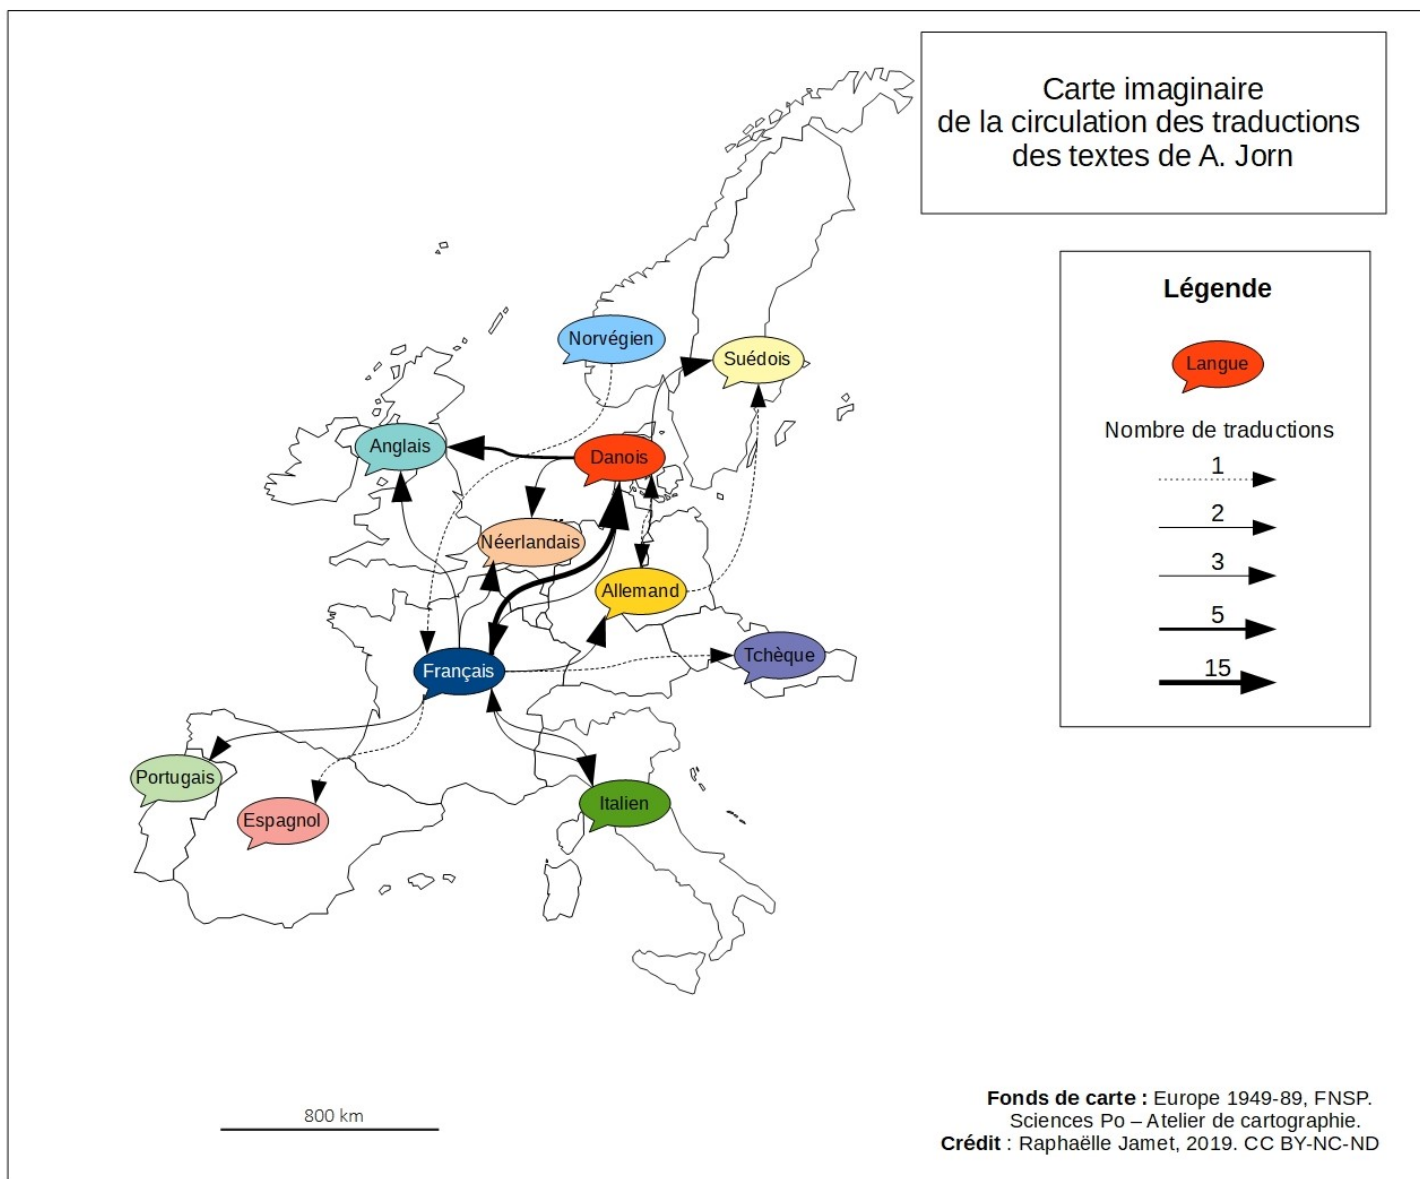 Carte imaginaire
de la circulation des traductions
des textes de A. Jorn
Légende
Langue
Nombre de traductions
1
2
3
5
15
Norvégien
Suédois
Anglais
Danois
Néerlandais
Allemand
Tchèque
Français
Portugais
Espagnol
Italien
800 km
Fonds de carte : Europe 1949-89, FNSP.
Sciences Po – Atelier de cartographie.
Crédit : Raphaëlle Jamet, 2019. CC BY-NC-ND